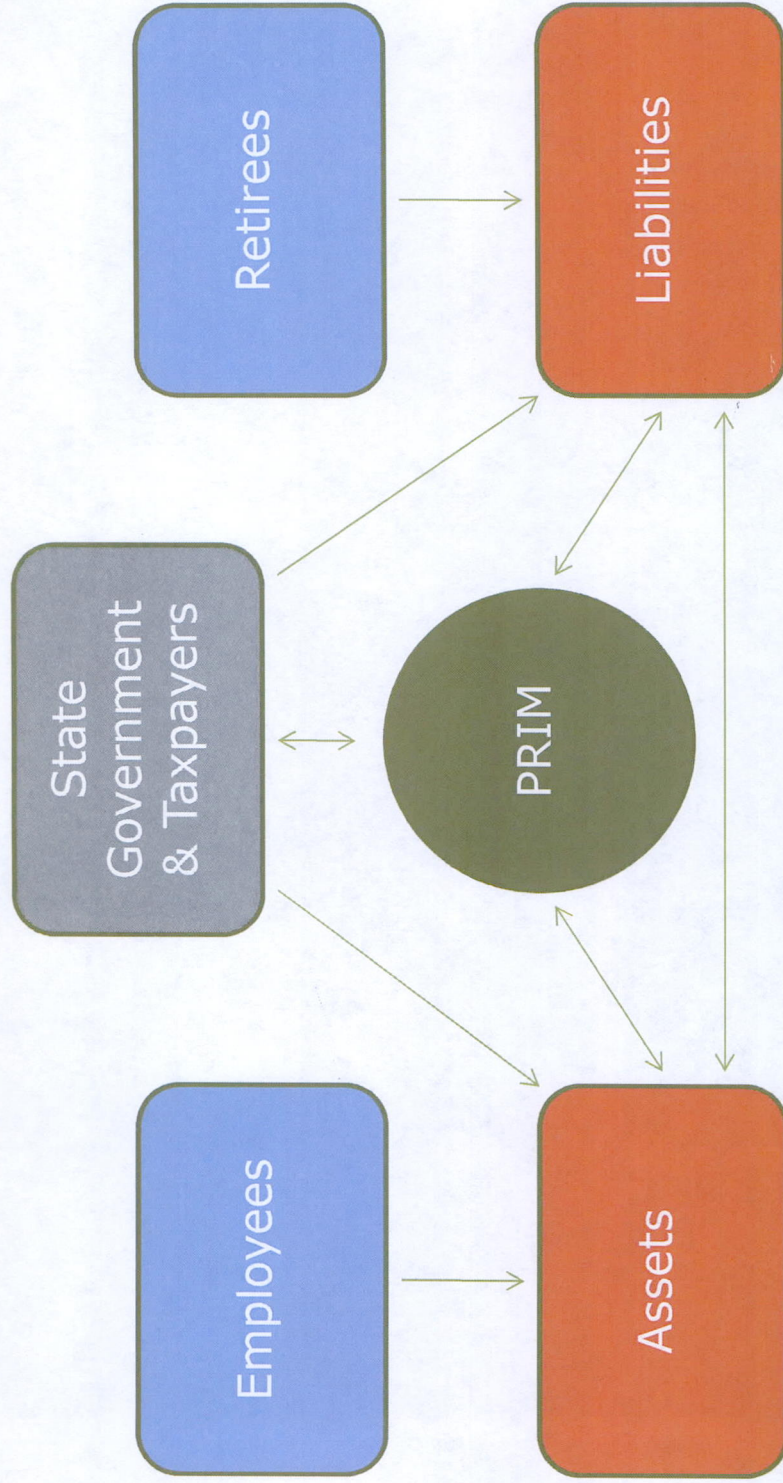 State
Government
& Taxpayers
Employees
Retirees
PRIM
Assets
Liabilities